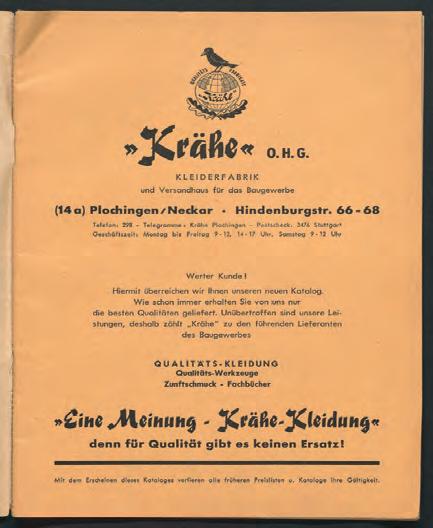 QUALITÄTS FABRIKATE
„Krähe"
»Krähe« O.H.G.
KLEIDERFABRIK
und Versandhaus für das Baugewerbe
(14a) Plochingen/Neckar • Hindenburgstr. 66-68
Telefon: 298 - Telegramme: Krähe Plochingen - Postscheck: 3476 Stuttgart
Geschäftszeit: Montag bis Freitag 9-12, 14-17 Uhr, Samstag 9-12 Uhr
Werter Kunde!
Hiermit überreichen wir Ihnen unseren neuen Katalog.
Wie schon immer erhalten Sie von uns nur
die besten Qualitäten geliefert. Unübertroffen sind unsere Lei-
stungen, deshalb zählt „Krähe" zu den führenden Lieferanten
des Baugewerbes
QUALITÄTS-KLEIDUNG
Qualitäts-Werkzeuge
Zunftschmuck - Fachbücher
»Eine Meinung - Krähe-Kleidung«
denn für Qualität gibt es keinen Ersatz!
Mit dem Erscheinen dieses Kataloges verlieren alle früheren Preislisten u. Kataloge ihre Gültigkeit.